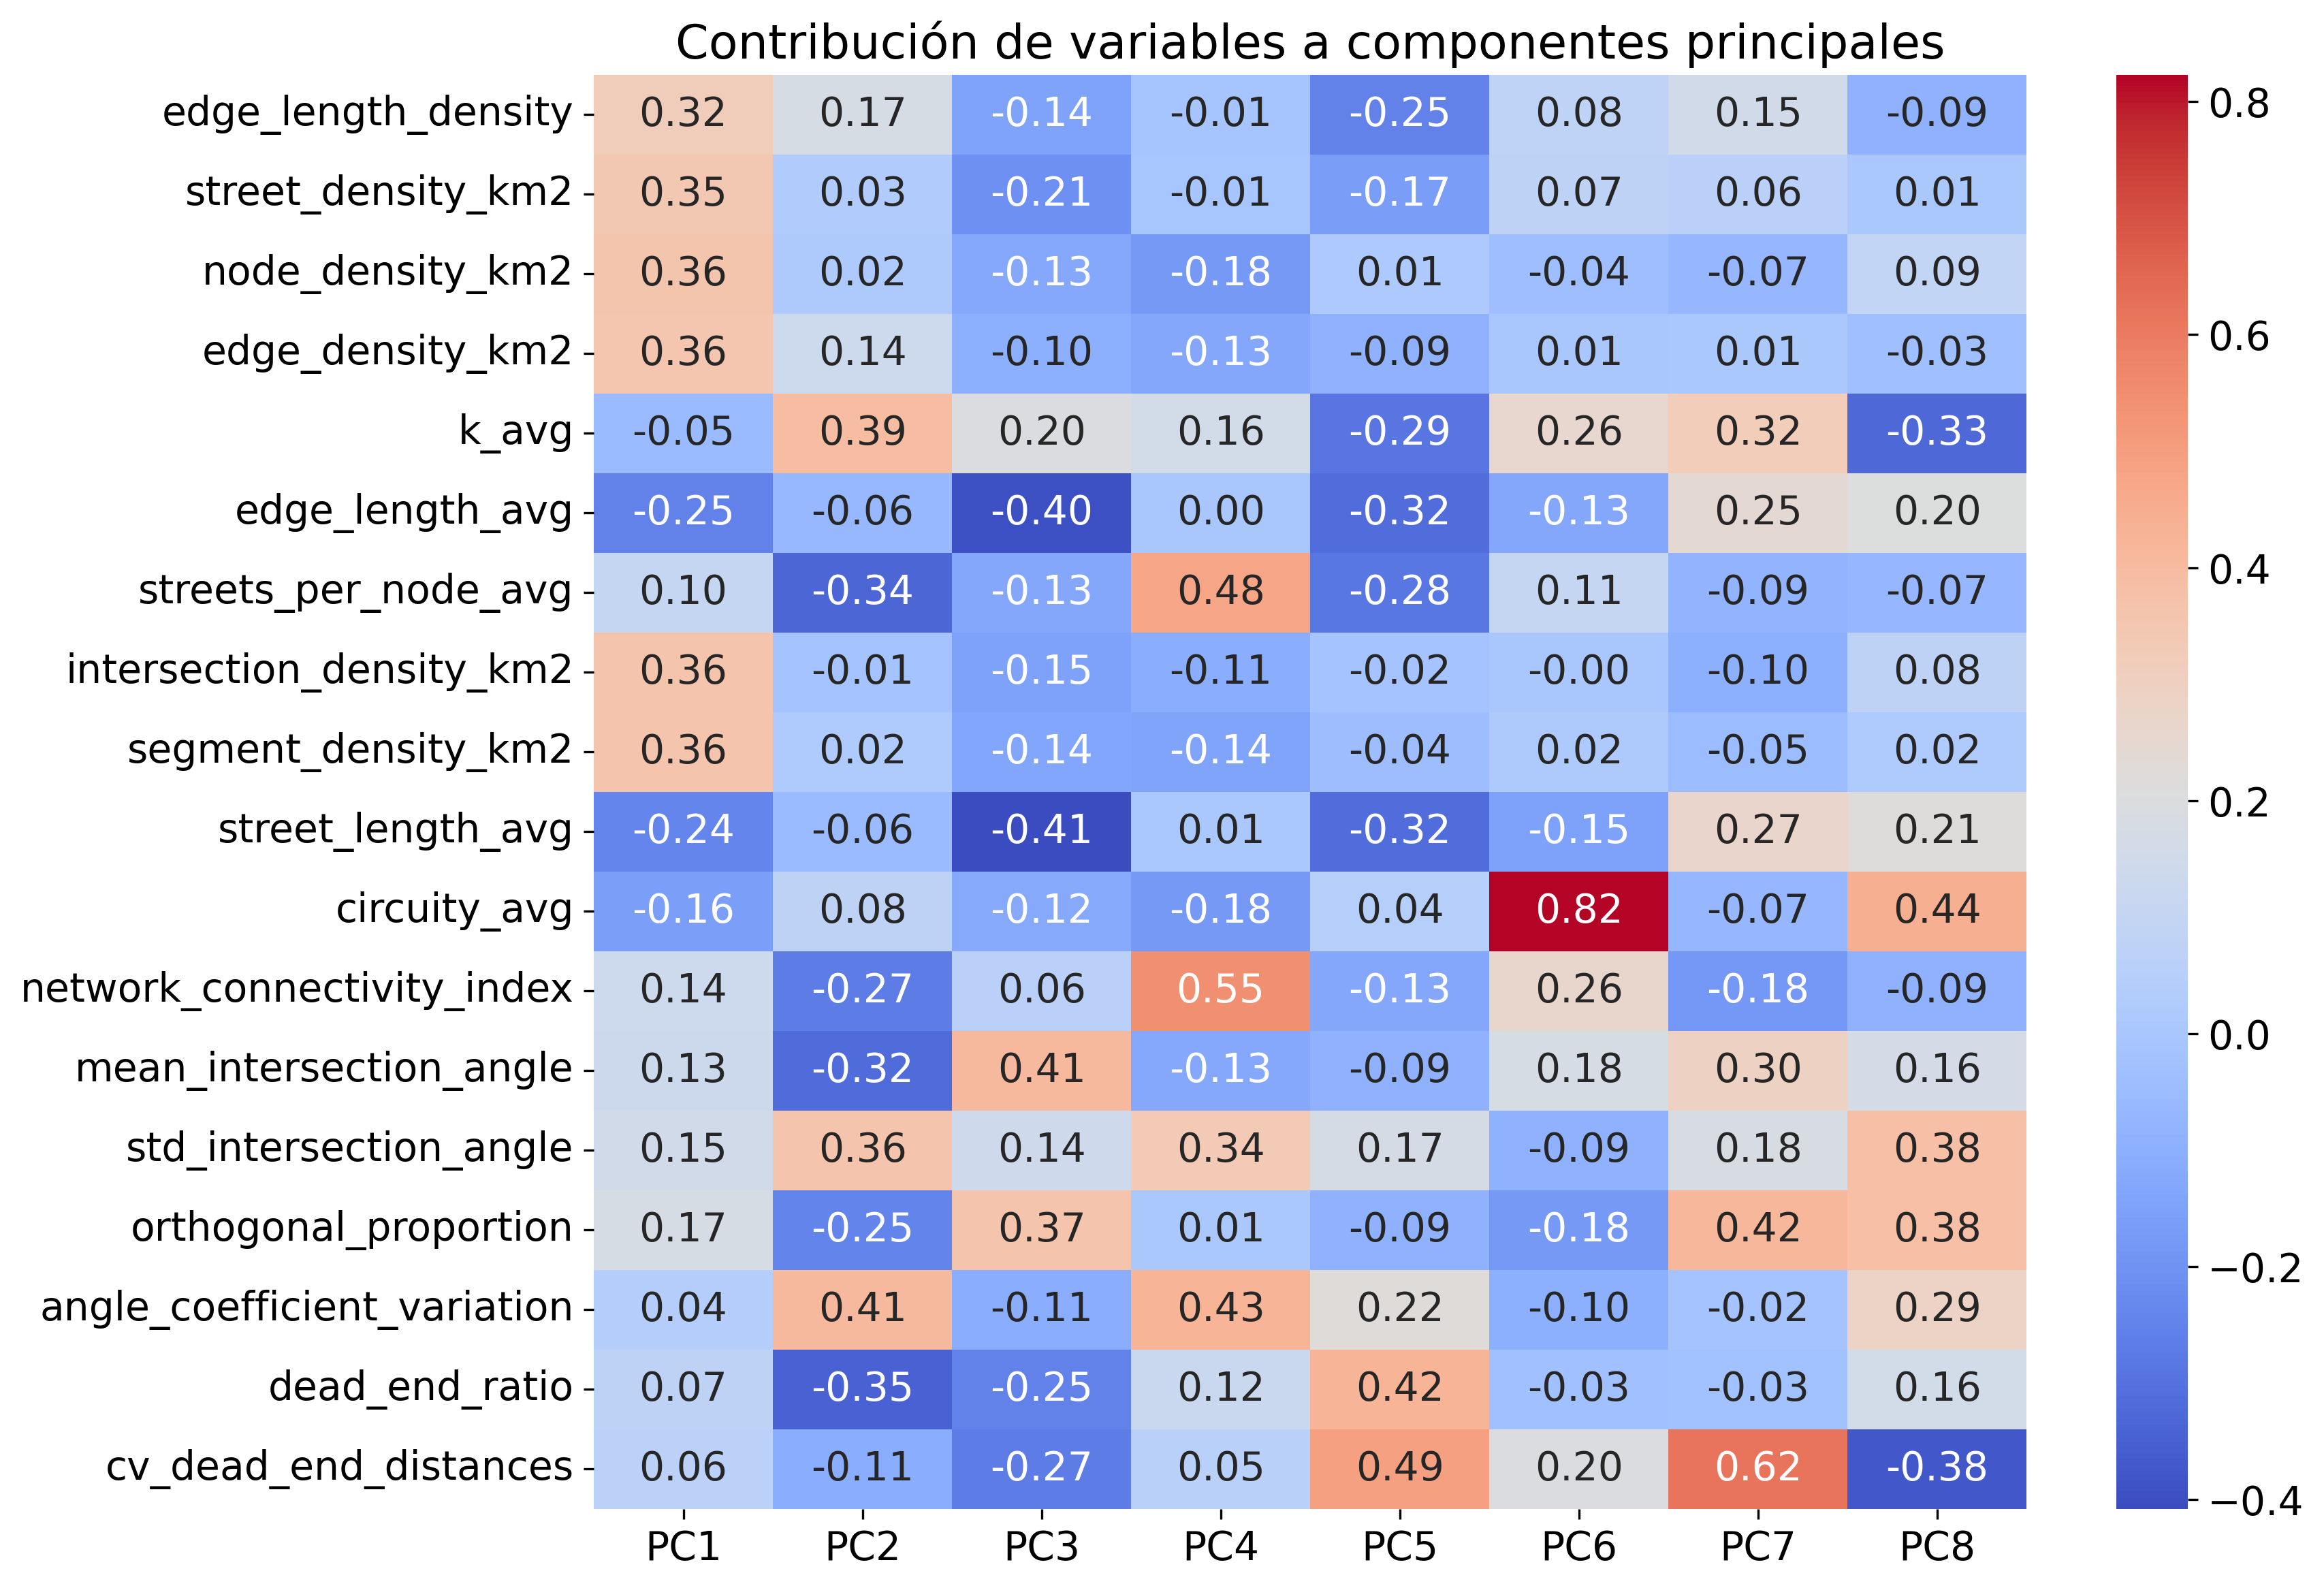 Contribución de variables a componentes principales
edge_length_density 0.32 0.17 -0.14 -0.01 -0.25 0.08 0.15 -0.09
street_density_km2 0.35 0.03 -0.21 -0.01 -0.17 0.07 0.06 0.01
node_density_km2 0.36 0.02 -0.13 -0.18 0.01 -0.04 -0.07 0.09
edge_density_km2 0.36 0.14 -0.10 -0.13 -0.09 0.01 0.01 -0.03
k_avg -0.05 0.39 0.20 0.16 -0.29 0.26 0.32 -0.33
edge_length_avg -0.25 -0.06 -0.40 0.00 -0.32 -0.13 0.25 0.20
streets_per_node_avg 0.10 -0.34 -0.13 0.48 -0.28 0.11 -0.09 -0.07
intersection_density_km2 0.36 -0.01 -0.15 -0.11 -0.02 -0.00 -0.10 0.08
segment_density_km2 0.36 0.02 -0.14 -0.14 -0.04 0.02 -0.05 0.02
street_length_avg -0.24 -0.06 -0.41 0.01 -0.32 -0.15 0.27 0.21
circuity_avg -0.16 0.08 -0.12 -0.18 0.04 0.82 -0.07 0.44
network_connectivity_index 0.14 -0.27 0.06 0.55 -0.13 0.26 -0.18 -0.09
mean_intersection_angle 0.13 -0.32 0.41 -0.13 -0.09 0.18 0.30 0.16
std_intersection_angle 0.15 0.36 0.14 0.34 0.17 -0.09 0.18 0.38
orthogonal_proportion 0.17 -0.25 0.37 0.01 -0.09 -0.18 0.42 0.38
angle_coefficient_variation 0.04 0.41 -0.11 0.43 0.22 -0.10 -0.02 0.29
dead_end_ratio 0.07 -0.35 -0.25 0.12 0.42 -0.03 -0.03 0.16
cv_dead_end_distances 0.06 -0.11 -0.27 0.05 0.49 0.20 0.62 -0.38
PC1 PC2 PC3 PC4 PC5 PC6 PC7 PC8
0.8
0.6
0.4
0.2
0.0
−0.2
−0.4